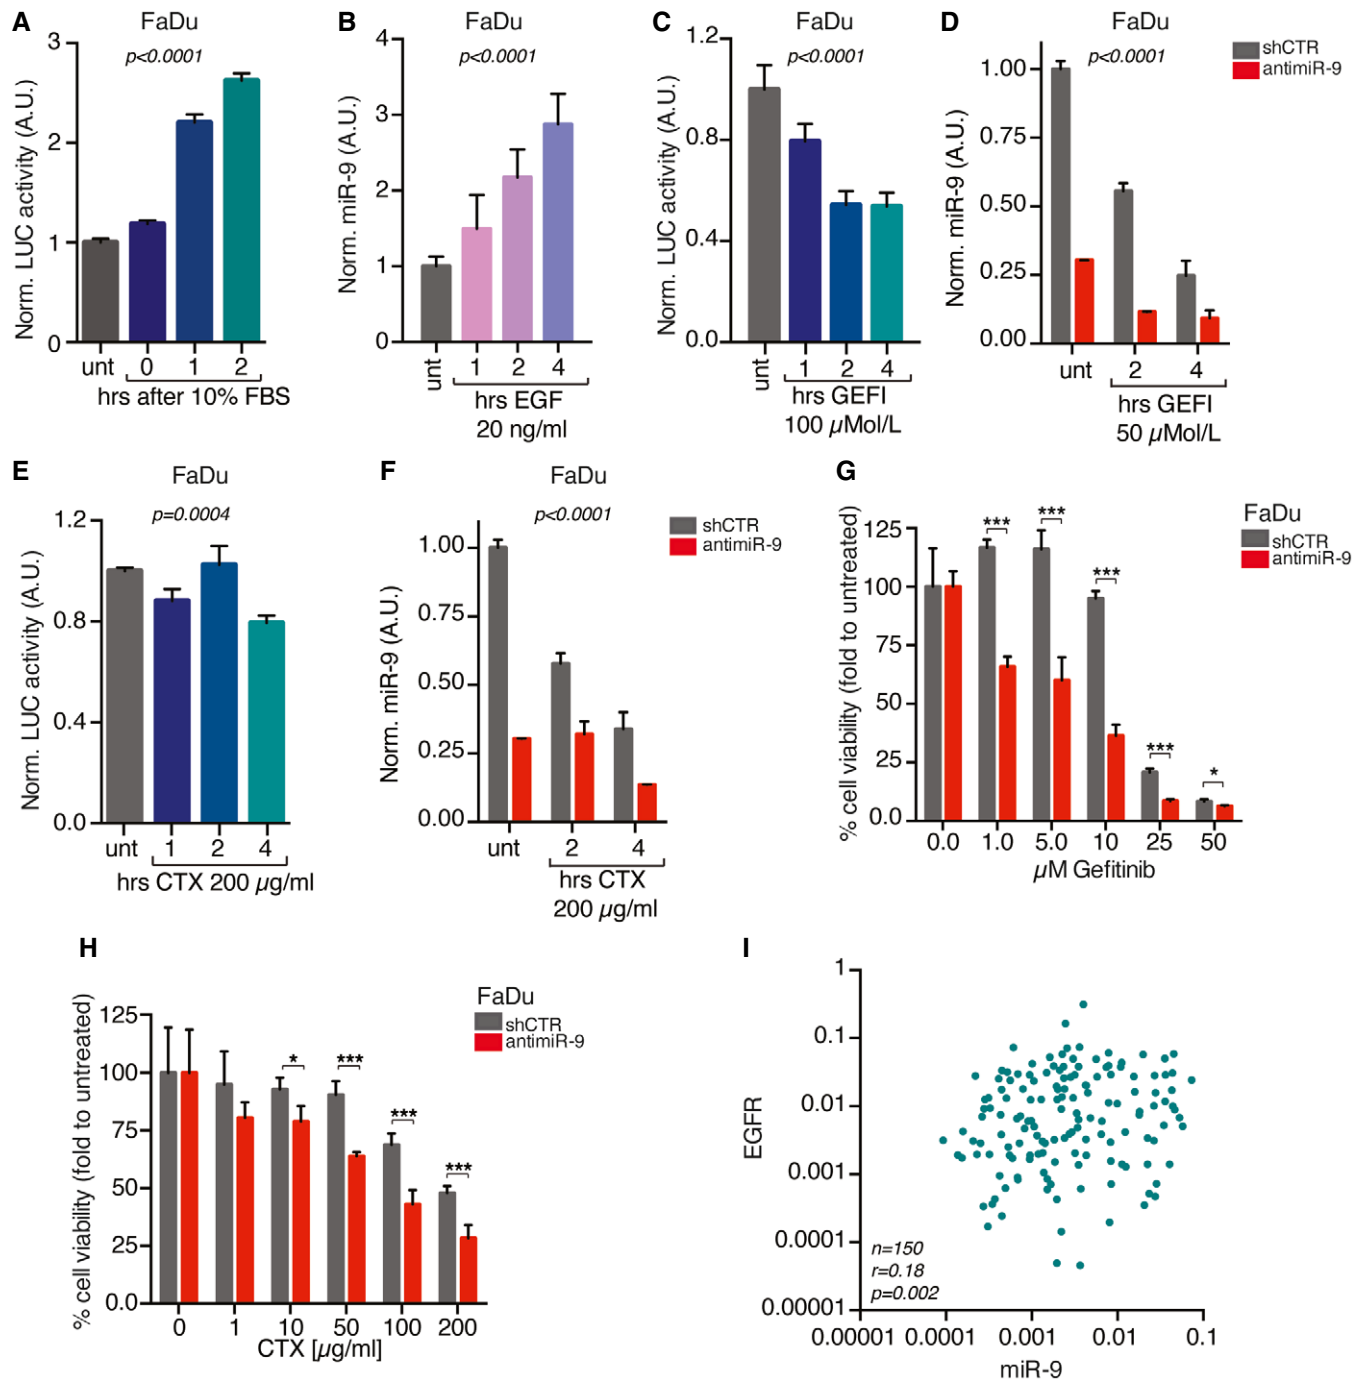 A
FaDu
p<0.0001
Norm. LUC activity (A.U.)
3
2
1
0
unt 0 1 2
hrs after 10% FBS
B
FaDu
p<0.0001
Norm. miR-9 (A.U.)
4
3
2
1
0
unt 1 2 4
hrs EGF
20 ng/ml
C
FaDu
p<0.0001
Norm. LUC activity (A.U.)
1.2
0.8
0.4
0.0
unt 1 2 4
hrs GEFI
100 µMol/L
D
FaDu
p<0.0001
shCTR
antimiR-9
Norm. miR-9 (A.U.)
1.00
0.75
0.50
0.25
0.00
unt 2 4
hrs GEFI
50 µMol/L
E
FaDu
p=0.0004
Norm. LUC activity (A.U.)
1.2
0.8
0.4
0.0
unt 1 2 4
hrs CTX 200 µg/ml
F
FaDu
p<0.0001
shCTR
antimiR-9
Norm. miR-9 (A.U.)
1.00
0.75
0.50
0.25
0.00
unt 2 4
hrs CTX
200 µg/ml
G
FaDu
shCTR
antimiR-9
% cell viability (fold to untreated)
125
100
75
50
25
0.0
*** *** *** *** *
0.0 1.0 5.0 10 25 50
µM Gefitinib
H
FaDu
shCTR
antimiR-9
% cell viability (fold to untreated)
125
100
75
50
25
0.0
* *** *** ***
0 1 10 50 100 200
CTX [µg/ml]
I
EGFR
1
0.1
0.01
0.001
0.0001
0.00001
n=150
r=0.18
p=0.002
0.00001 0.0001 0.001 0.01 0.1
miR-9